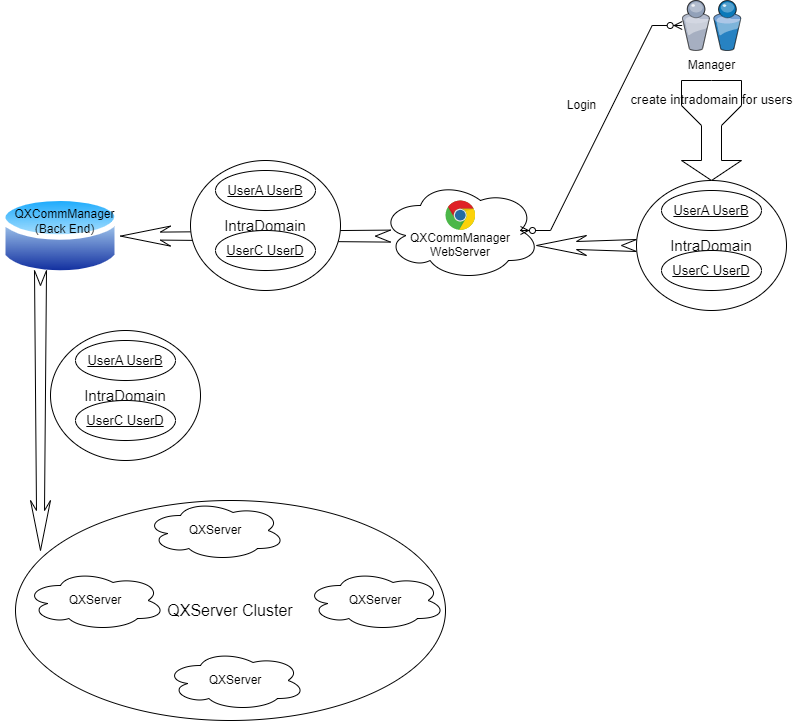 Manager
create intradomain for users
Login
UserA UserB
IntraDomain
UserC UserD
QXCommManager
WebServer
UserA UserB
IntraDomain
UserC UserD
QXCommManager
(Back End)
UserA UserB
IntraDomain
UserC UserD
QXServer
QXServer
QXServer Cluster
QXServer
QXServer